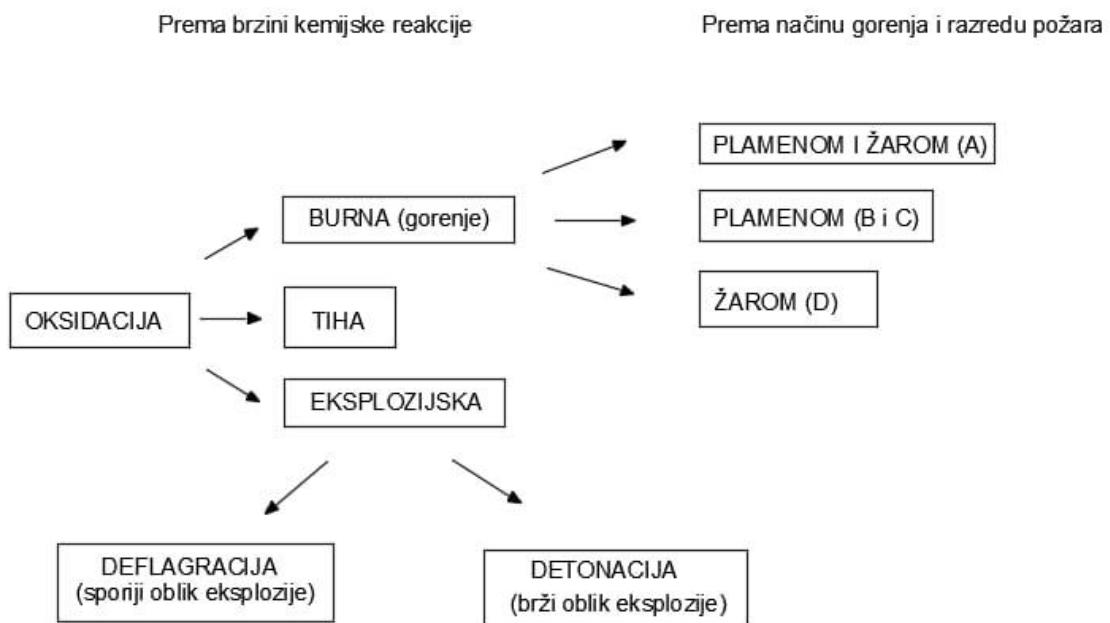 Prema brzini kemijske reakcije
Prema načinu gorenja i razredu požara
PLAMENOM I ŽAROM (A)
BURNA (gorenje)
PLAMENOM (B i C)
ŽAROM (D)
OKSIDACIJA
TIHA
EKSPLOZIJSKA
DEFLAGRACIJA
(sporiji oblik eksplozije)
DETONACIJA
(brži oblik eksplozije)